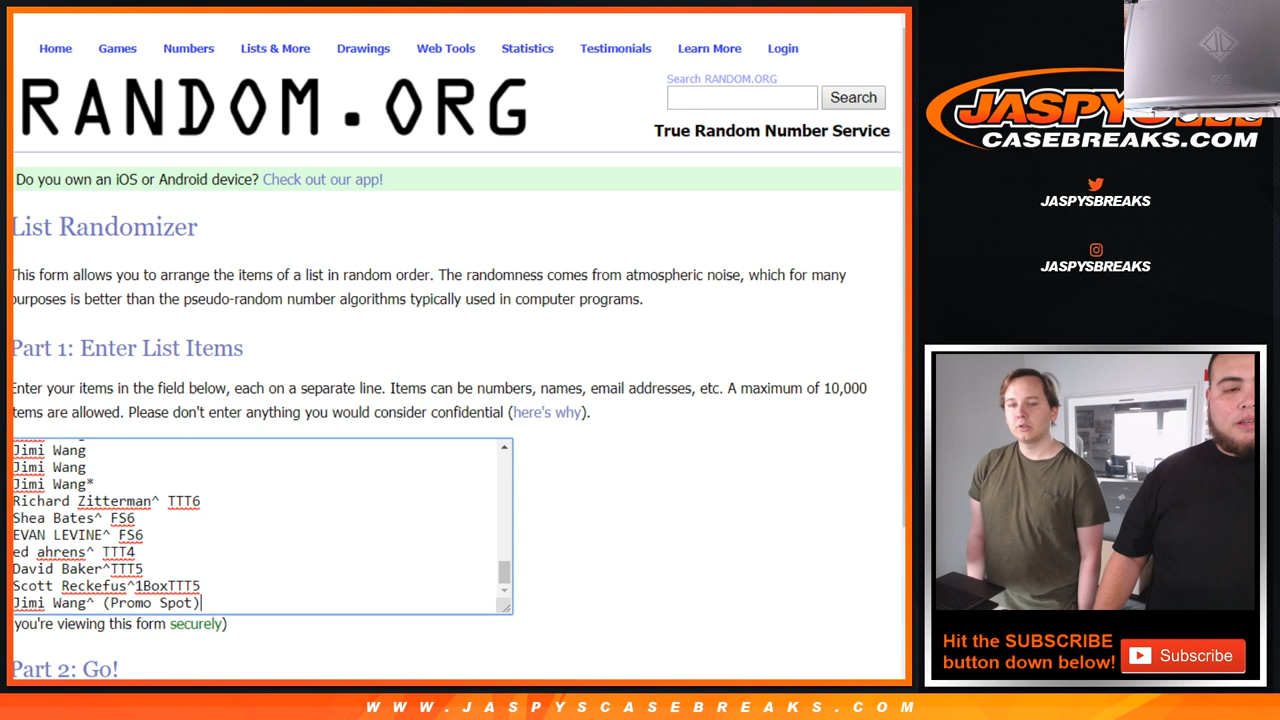 Home Games Numbers Lists & More Drawings Web Tools Statistics Testimonials Learn More Login
RANDOM.ORG
Search RANDOM.ORG
Search
True Random Number Service
Do you own an iOS or Android device? Check out our app!
List Randomizer
This form allows you to arrange the items of a list in random order. The randomness comes from atmospheric noise, which for many
purposes is better than the pseudo-random number algorithms typically used in computer programs.
Part 1: Enter List Items
Enter your items in the field below, each on a separate line. Items can be numbers, names, email addresses, etc. A maximum of 10,000
items are allowed. Please don't enter anything you would consider confidential (here's why).
Jimi Wang
Jimi Wang
Jimi Wang*
Richard Zitterman^ TTT6
Shea Bates^ FS6
EVAN LEVINE^ FS6
ed ahrens^ TTT4
David Baker^TTT5
Scott Reckefus^1BoxTTT5
Jimi Wang^ (Promo Spot)
(you're viewing this form securely)
Part 2: Go!
CASEBREAKS.COM
JASPYSBREAKS
JASPYSBREAKS
Hit the SUBSCRIBE
button down below!
Subscribe
WWW.JASPYSCASEBREAKS.COM